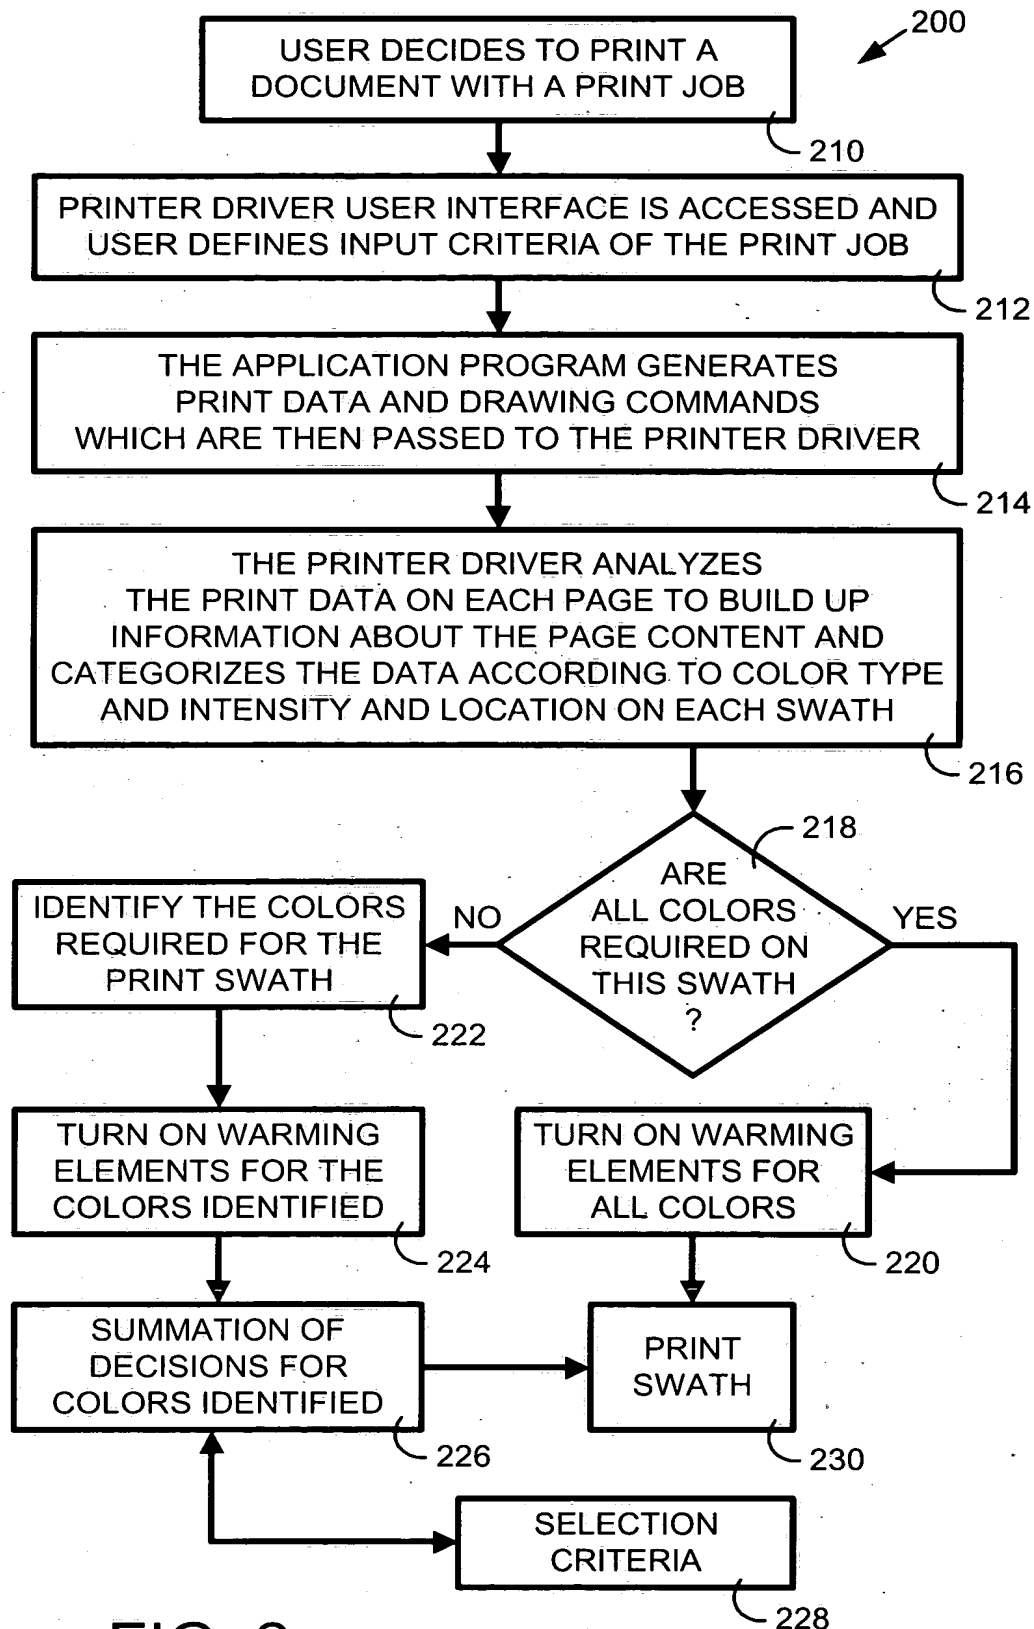 200
USER DECIDES TO PRINT A
DOCUMENT WITH A PRINT JOB
210
PRINTER DRIVER USER INTERFACE IS ACCESSED AND
USER DEFINES INPUT CRITERIA OF THE PRINT JOB
212
THE APPLICATION PROGRAM GENERATES
PRINT DATA AND DRAWING COMMANDS
WHICH ARE THEN PASSED TO THE PRINTER DRIVER
214
THE PRINTER DRIVER ANALYZES
THE PRINT DATA ON EACH PAGE TO BUILD UP
INFORMATION ABOUT THE PAGE CONTENT AND
CATEGORIZES THE DATA ACCORDING TO COLOR TYPE
AND INTENSITY AND LOCATION ON EACH SWATH
216
218
ARE
ALL COLORS
REQUIRED ON
THIS SWATH
?
NO
YES
IDENTIFY THE COLORS
REQUIRED FOR THE
PRINT SWATH
222
TURN ON WARMING
ELEMENTS FOR THE
COLORS IDENTIFIED
224
TURN ON WARMING
ELEMENTS FOR
ALL COLORS
220
SUMMATION OF
DECISIONS FOR
COLORS IDENTIFIED
226
PRINT
SWATH
230
SELECTION
CRITERIA
228
FIG.